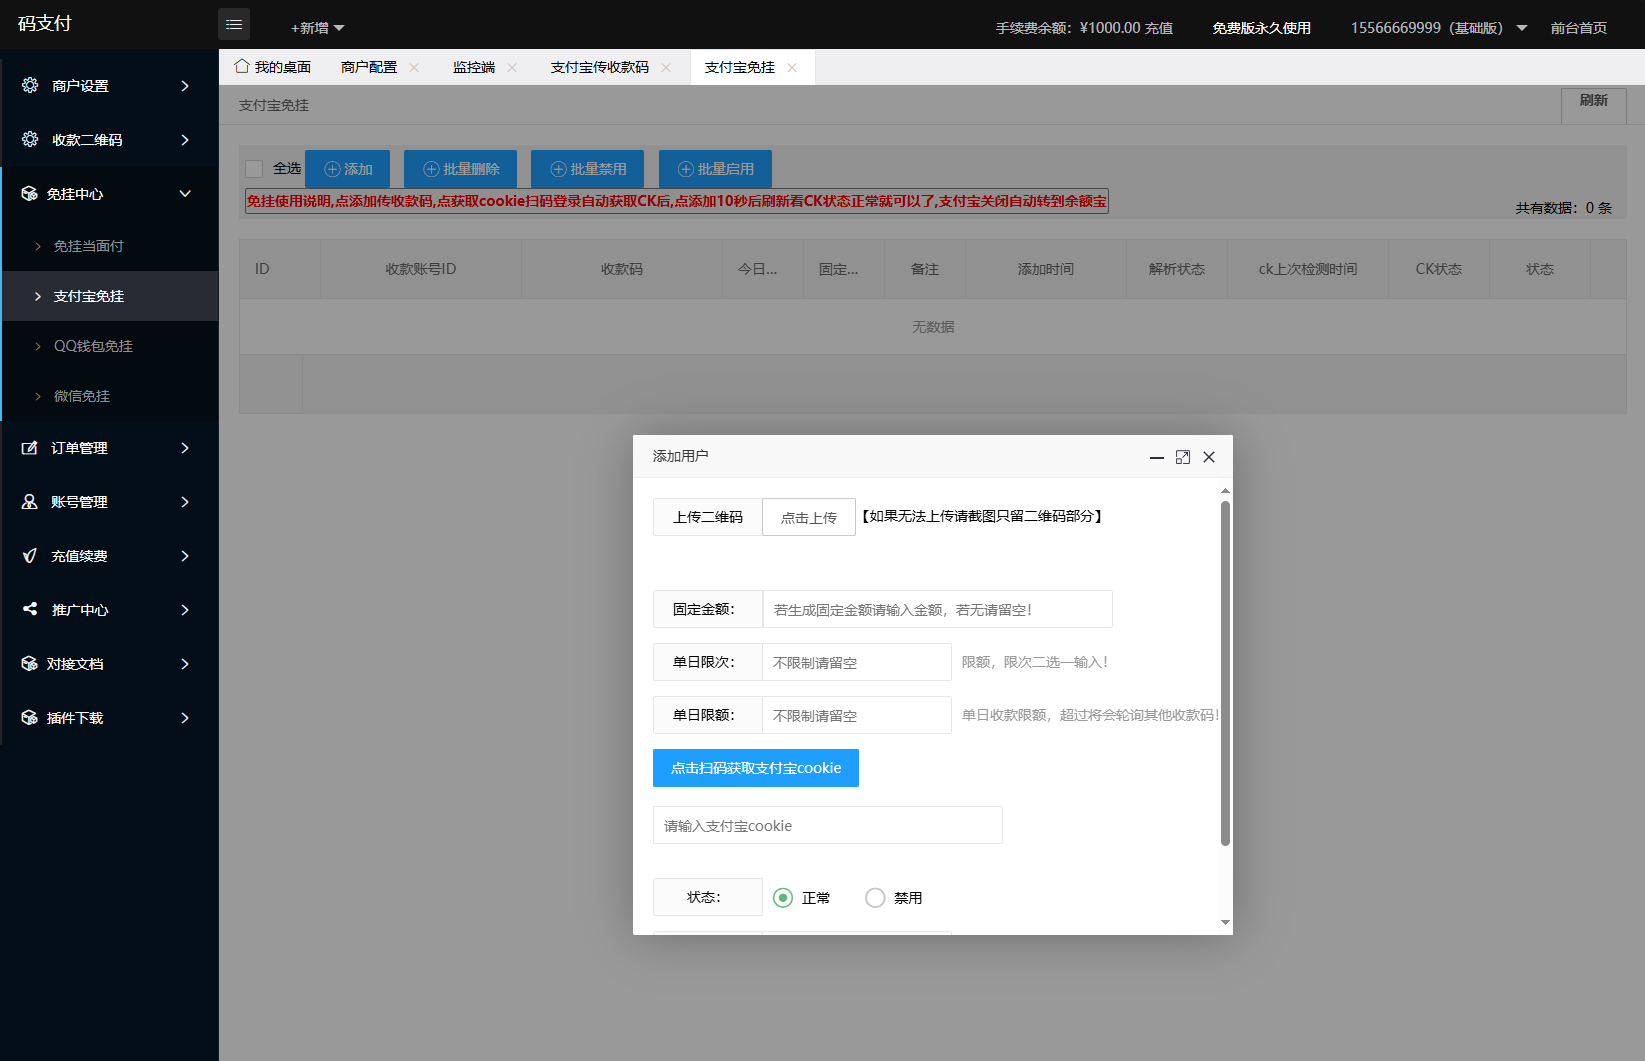 码支付
+新增
手续费余额：¥1000.00 充值
免费版永久使用
15566669999（基础版）
前台首页
我的桌面
商户配置
监控端
支付宝传收款码
支付宝免挂
商户设置
收款二维码
免挂中心
免挂当面付
支付宝免挂
QQ钱包免挂
微信免挂
订单管理
账号管理
充值续费
推广中心
对接文档
插件下载
支付宝免挂
刷新
全选
添加
批量删除
批量禁用
批量启用
免挂使用说明,点添加传收款码,点获取cookie扫码登录自动获取CK后,点添加10秒后刷新看CK状态正常就可以了,支付宝关闭自动转到余额宝
共有数据：0 条
ID
收款账号ID
收款码
今日...
固定...
备注
添加时间
解析状态
ck上次检测时间
CK状态
状态
无数据
添加用户
上传二维码
点击上传
【如果无法上传请截图只留二维码部分】
固定金额：
若生成固定金额请输入金额，若无请留空！
单日限次：
不限制请留空
限额，限次二选一输入！
单日限额：
不限制请留空
单日收款限额，超过将会轮询其他收款码！
点击扫码获取支付宝cookie
请输入支付宝cookie
状态：
正常
禁用